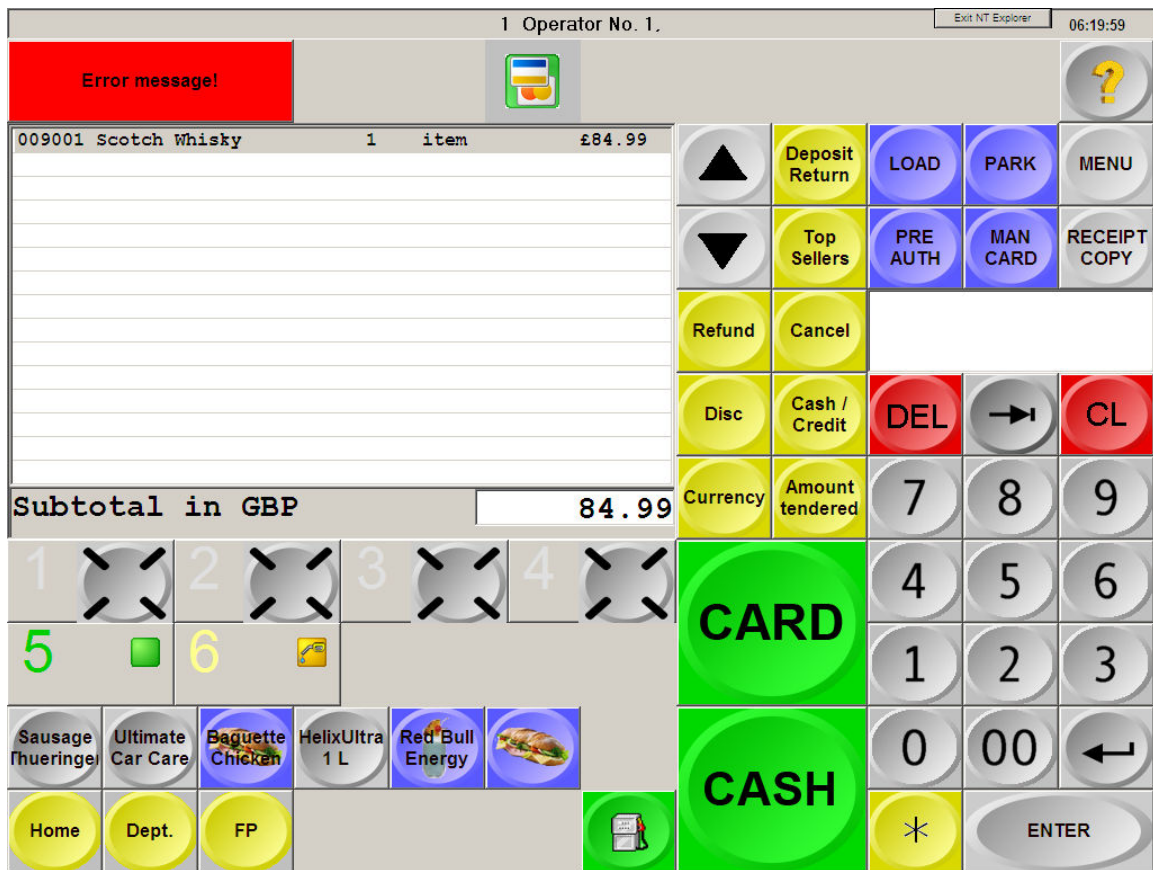 1 Operator No. 1,
Exit NT Explorer
06:19:59
Error message!
?
009001 Scotch Whisky 1 item £84.99
Deposit
Return
LOAD
PARK
MENU
Top
Sellers
PRE
AUTH
MAN
CARD
RECEIPT
COPY
Refund
Cancel
Disc
Cash /
Credit
DEL
CL
Subtotal in GBP 84.99
Currency
Amount
tendered
7
8
9
1
2
3
4
CARD
4
5
6
5
6
1
2
3
Sausage
Thueringer
Ultimate
Car Care
Baguette
Chicken
HelixUltra
1 L
Red Bull
Energy
CASH
0
00
Home
Dept.
FP
*
ENTER